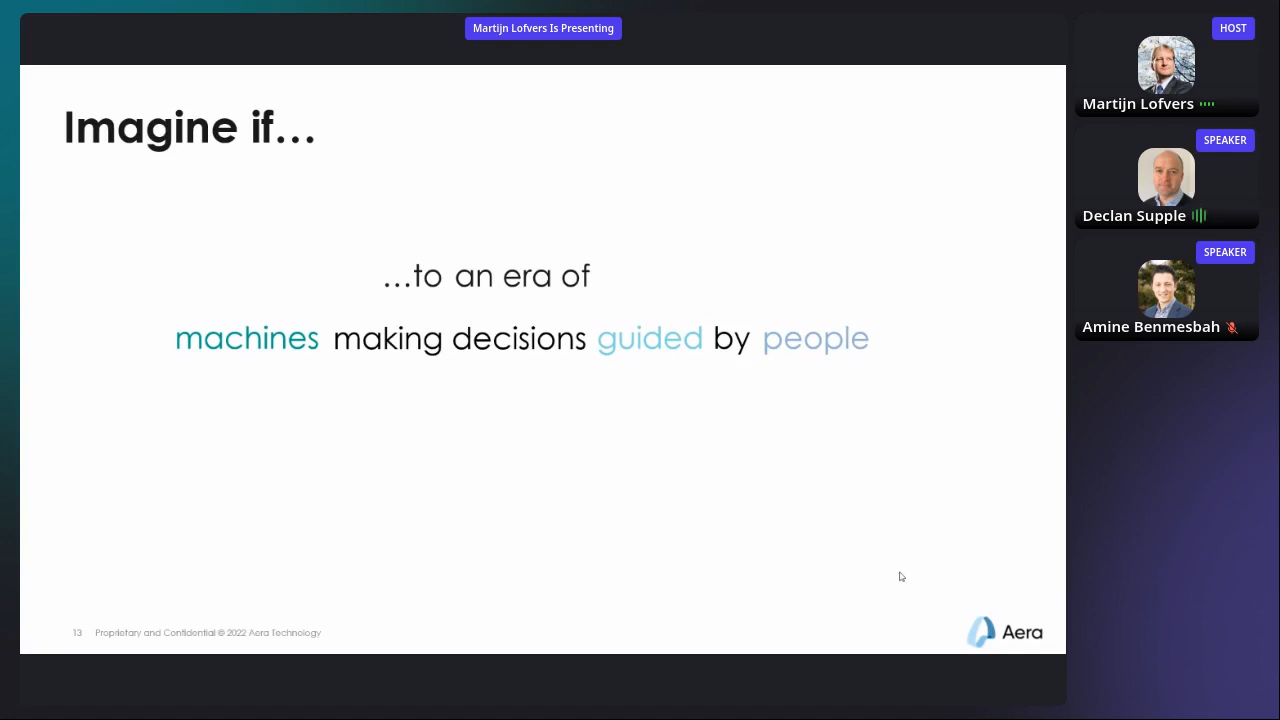 Martijn Lofvers Is Presenting
Imagine if…
…to an era of
machines making decisions guided by people
13 Proprietary and Confidential © 2022 Aera Technology
Aera
HOST
Martijn Lofvers
SPEAKER
Declan Supple
SPEAKER
Amine Benmesbah